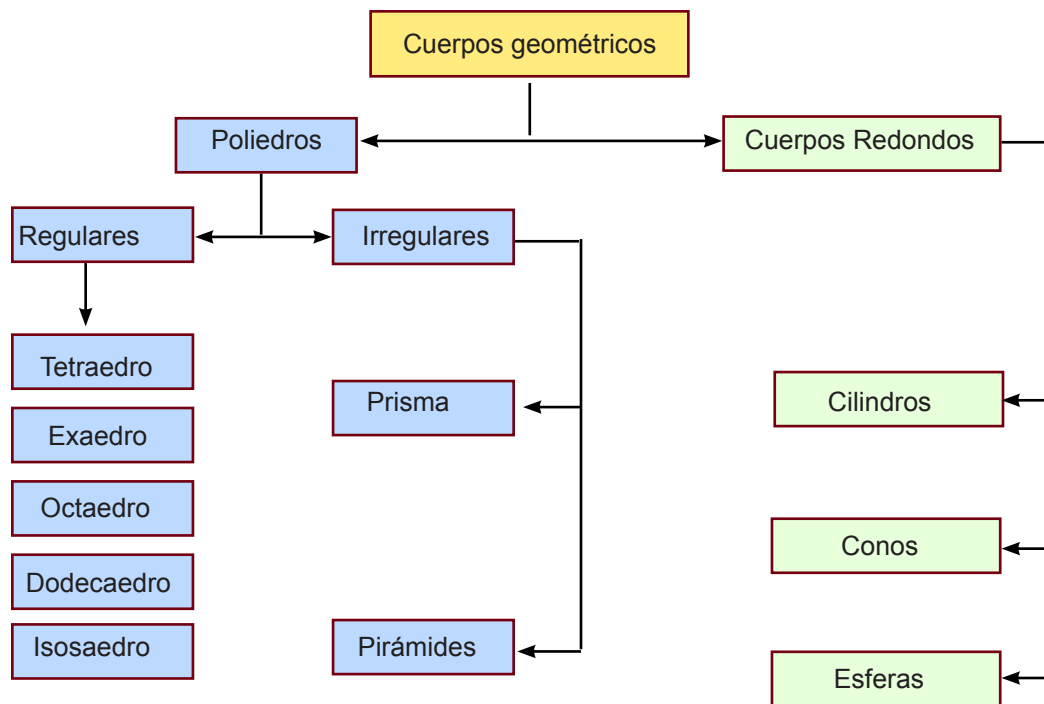 Cuerpos geométricos
Poliedros
Cuerpos Redondos
Regulares
Irregulares
Tetraedro
Exaedro
Octaedro
Dodecaedro
Isosaedro
Prisma
Pirámides
Cilindros
Conos
Esferas